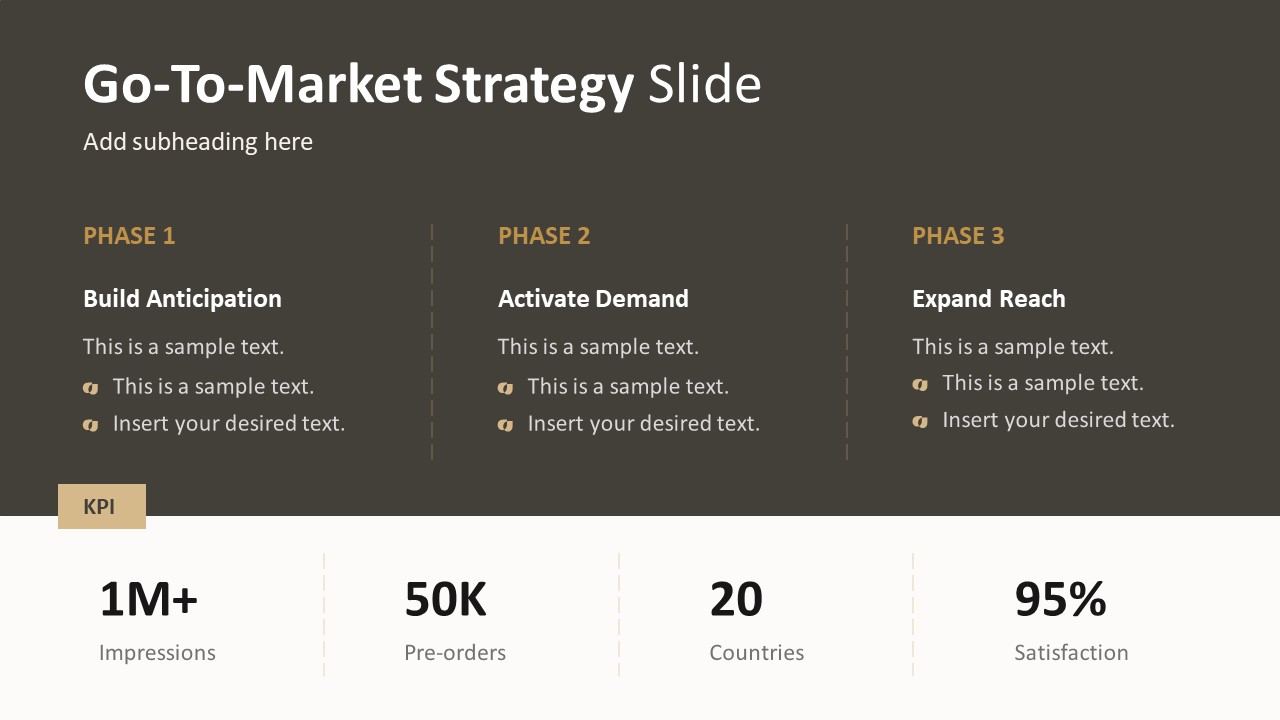 Go-To-Market Strategy Slide
Add subheading here
PHASE 1
Build Anticipation
This is a sample text.
This is a sample text.
Insert your desired text.
PHASE 2
Activate Demand
This is a sample text.
This is a sample text.
Insert your desired text.
PHASE 3
Expand Reach
This is a sample text.
This is a sample text.
Insert your desired text.
KPI
1M+
Impressions
50K
Pre-orders
20
Countries
95%
Satisfaction